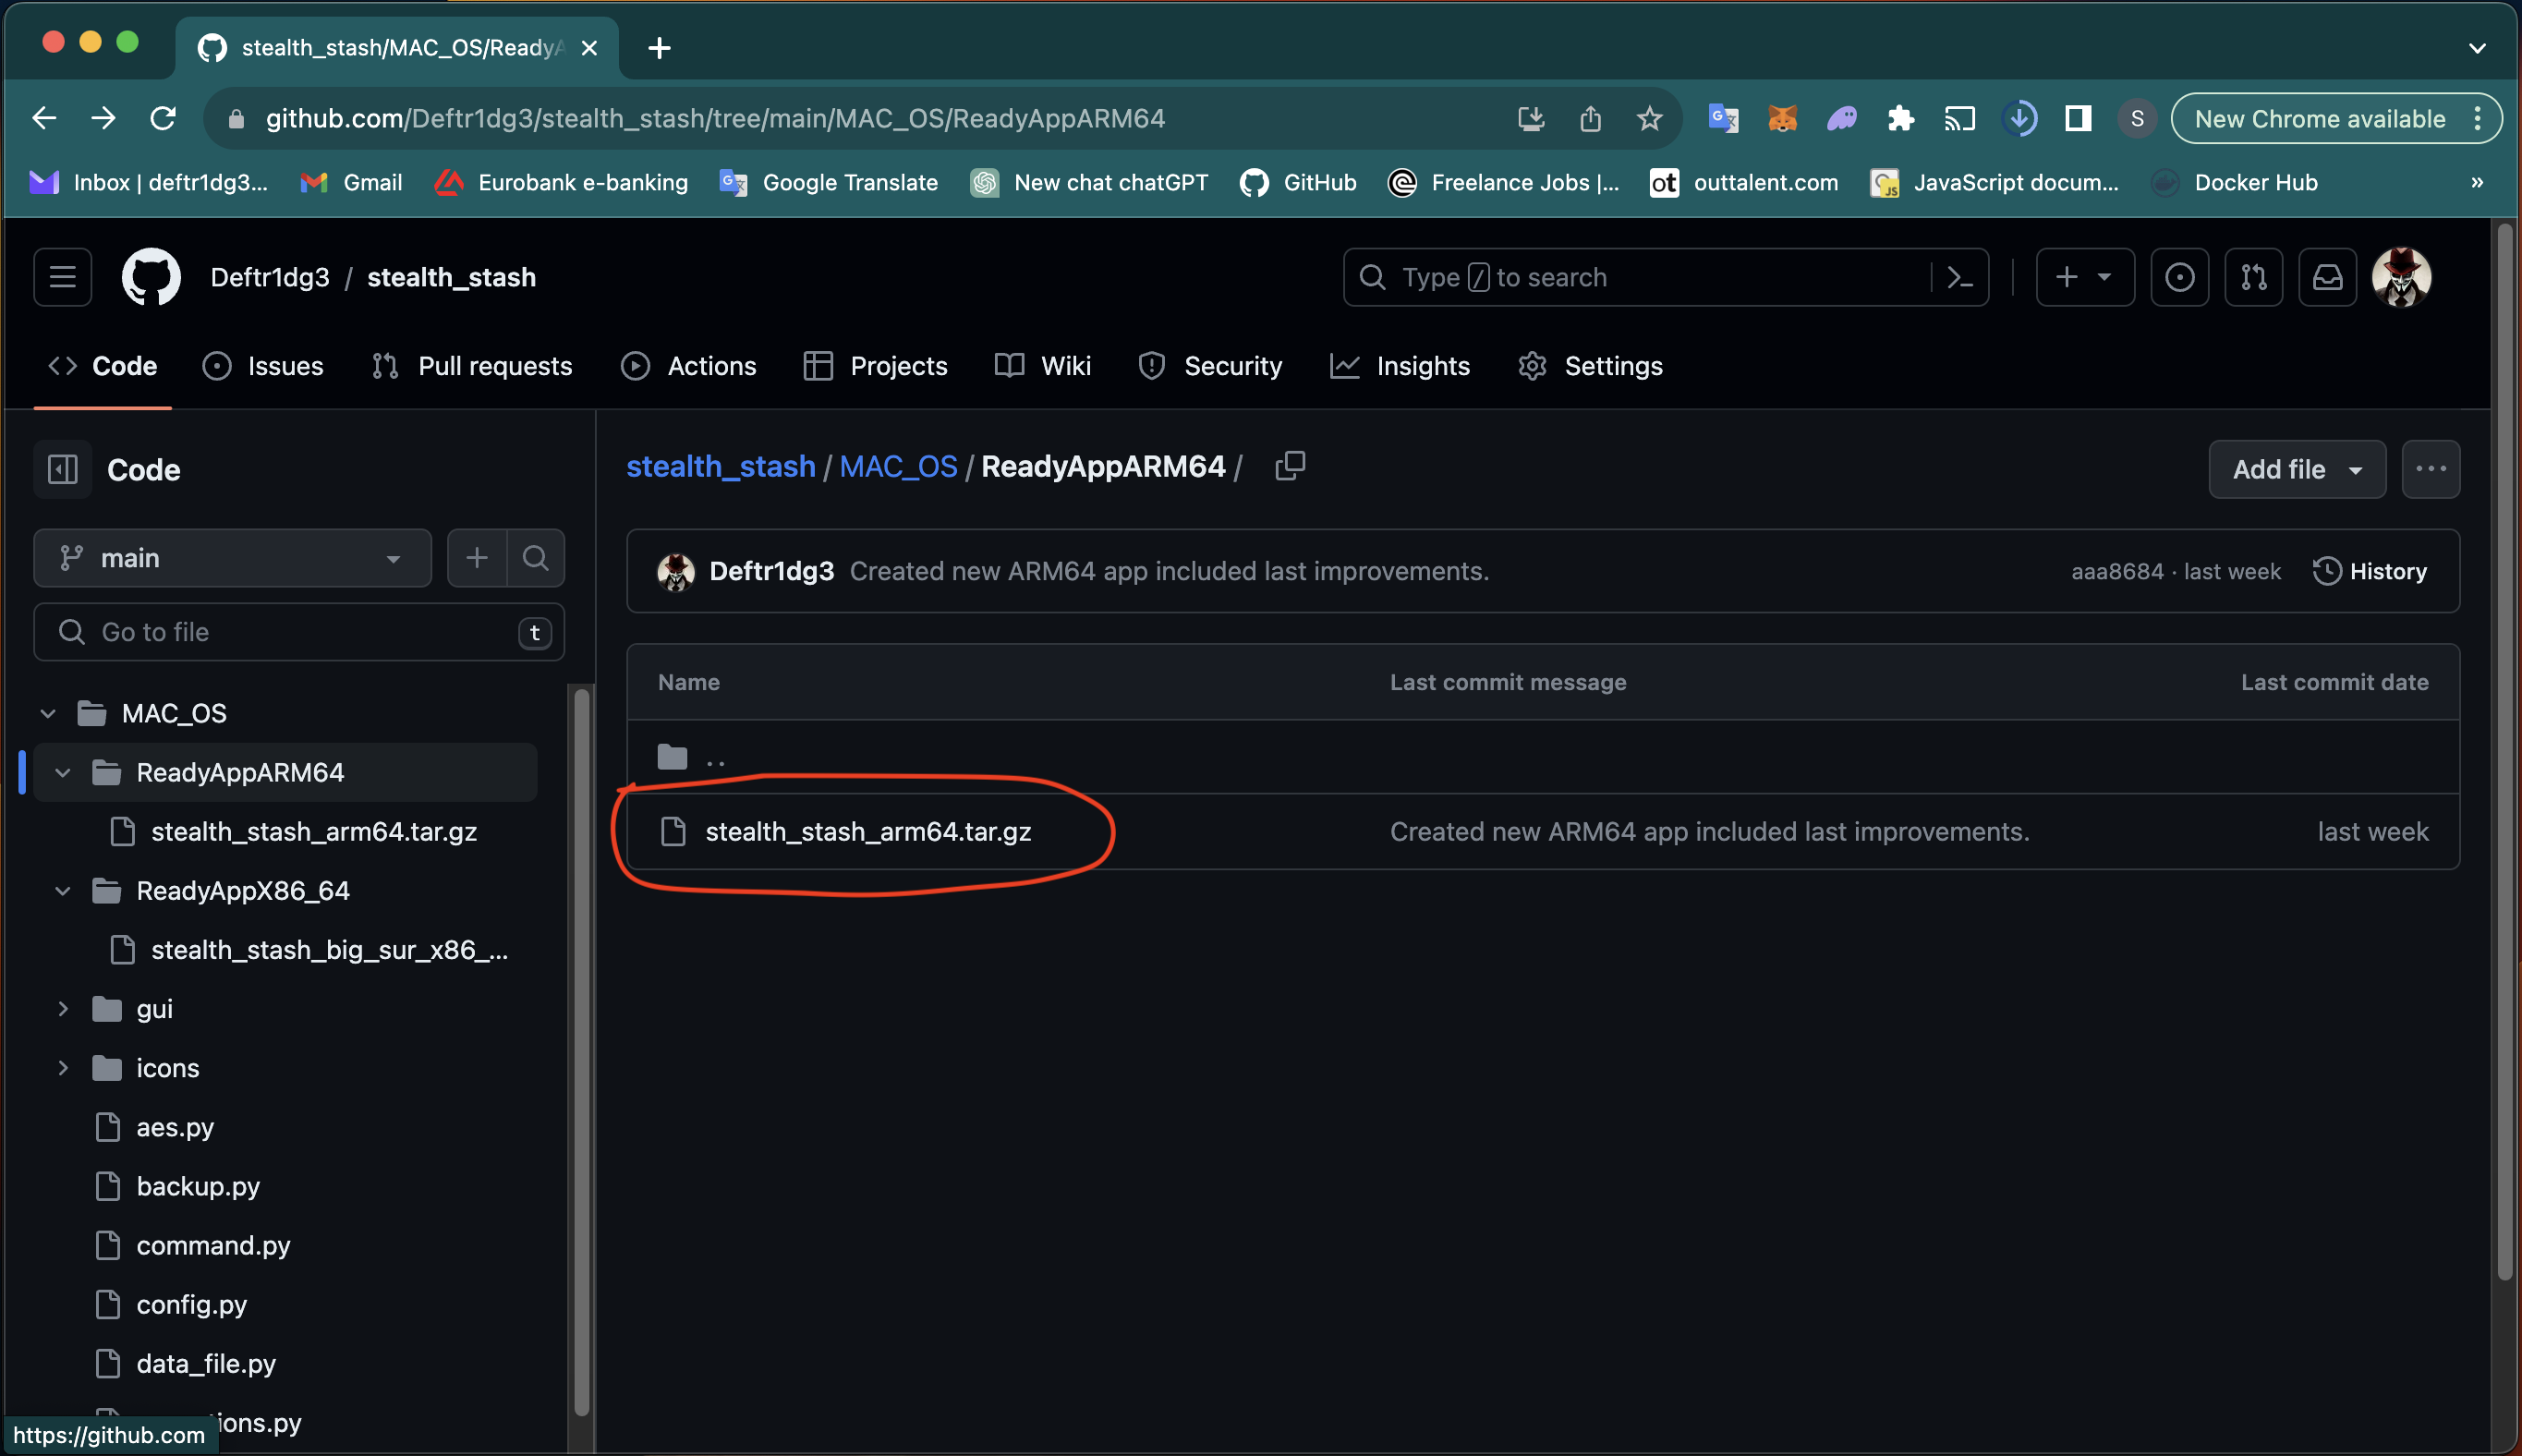 stealth_stash/MAC_OS/ReadyA
github.com/Deftr1dg3/stealth_stash/tree/main/MAC_OS/ReadyAppARM64
S
New Chrome available
Inbox | deftr1dg3...
Gmail
Eurobank e-banking
Google Translate
New chat chatGPT
GitHub
Freelance Jobs |...
ot
outtalent.com
JavaScript docum...
Docker Hub
»
Deftr1dg3 / stealth_stash
Type / to search
Code
Issues
Pull requests
Actions
Projects
Wiki
Security
Insights
Settings
Code
main
Go to file
t
MAC_OS
ReadyAppARM64
stealth_stash_arm64.tar.gz
ReadyAppX86_64
stealth_stash_big_sur_x86_...
gui
icons
aes.py
backup.py
command.py
config.py
data_file.py
tions.py
https://github.com
stealth_stash / MAC_OS / ReadyAppARM64 /
Add file
Deftr1dg3 Created new ARM64 app included last improvements.
aaa8684 · last week
History
Name Last commit message Last commit date
..
stealth_stash_arm64.tar.gz Created new ARM64 app included last improvements. last week